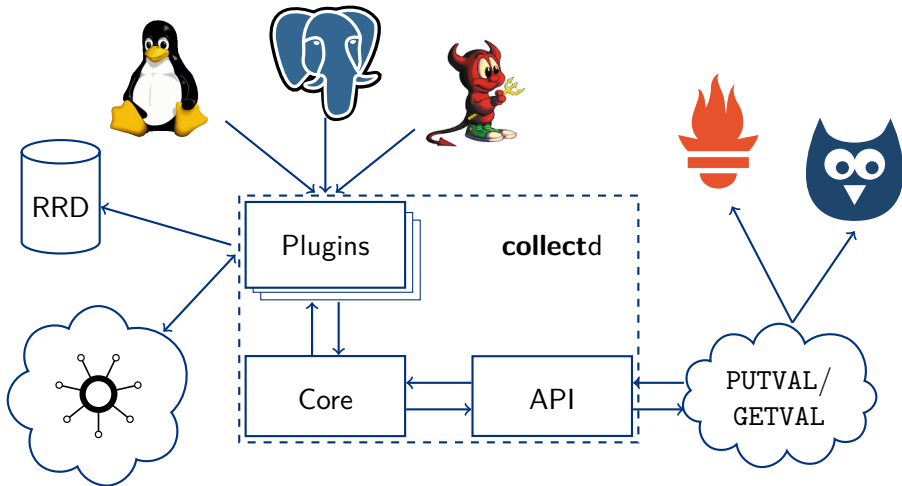 RRD
Plugins
collectd
Core
API
PUTVAL/
GETVAL